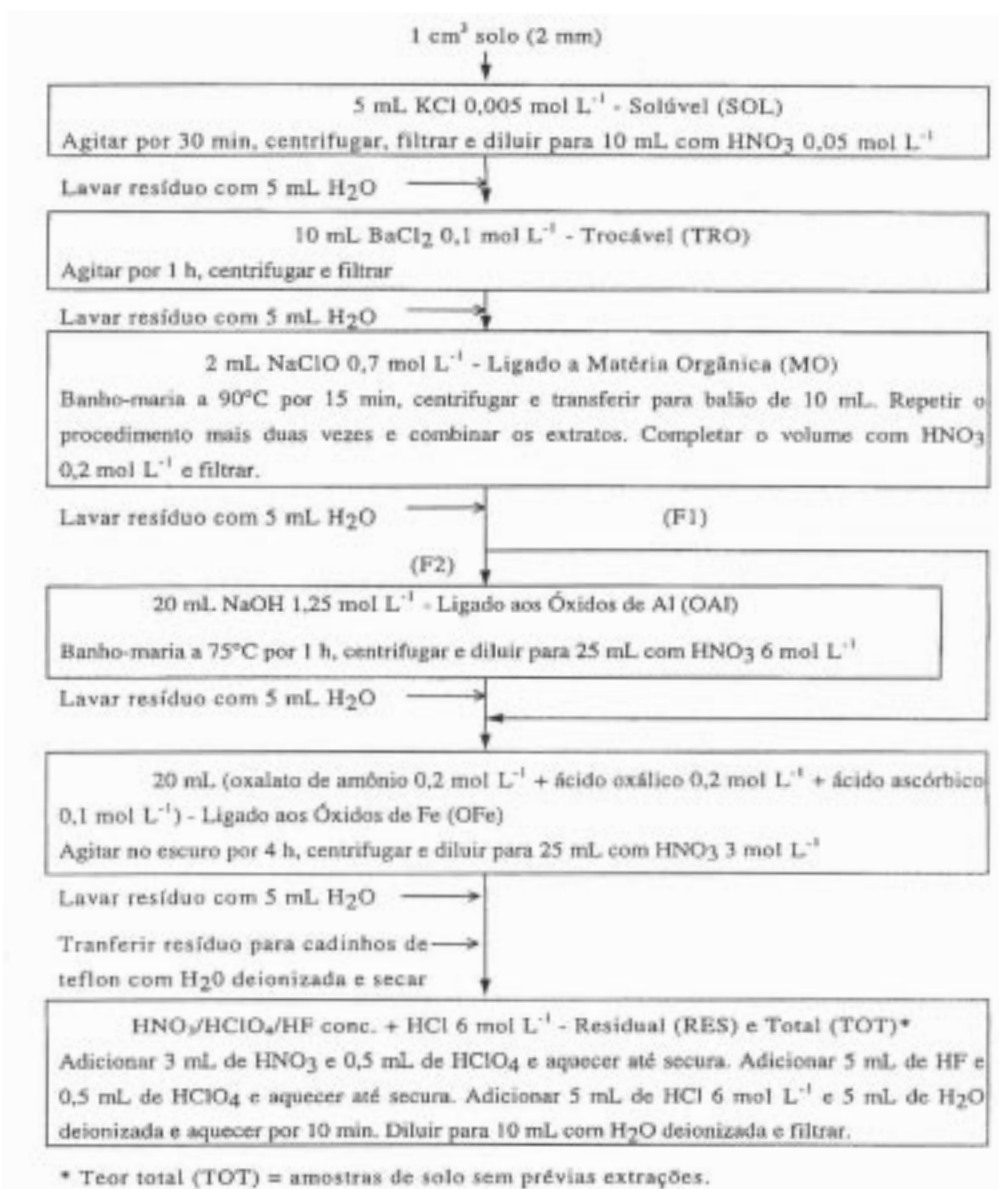 1 cm³ solo (2 mm)
5 mL KCl 0,005 mol L⁻¹ - Solúvel (SOL)
Agitar por 30 min, centrifugar, filtrar e diluir para 10 mL com HNO₃ 0,05 mol L⁻¹
Lavar resíduo com 5 mL H₂O
10 mL BaCl₂ 0,1 mol L⁻¹ - Trocável (TRO)
Agitar por 1 h, centrifugar e filtrar
Lavar resíduo com 5 mL H₂O
2 mL NaClO 0,7 mol L⁻¹ - Ligado a Matéria Orgânica (MO)
Banho-maria a 90°C por 15 min, centrifugar e transferir para balão de 10 mL. Repetir o
procedimento mais duas vezes e combinar os extratos. Completar o volume com HNO₃
0,2 mol L⁻¹ e filtrar.
Lavar resíduo com 5 mL H₂O
(F1)
(F2)
20 mL NaOH 1,25 mol L⁻¹ - Ligado aos Óxidos de Al (OAl)
Banho-maria a 75°C por 1 h, centrifugar e diluir para 25 mL com HNO₃ 6 mol L⁻¹
Lavar resíduo com 5 mL H₂O
20 mL (oxalato de amônio 0,2 mol L⁻¹ + ácido oxálico 0,2 mol L⁻¹ + ácido ascórbico
0,1 mol L⁻¹) - Ligado aos Óxidos de Fe (OFe)
Agitar no escuro por 4 h, centrifugar e diluir para 25 mL com HNO₃ 3 mol L⁻¹
Lavar resíduo com 5 mL H₂O
Tranferir resíduo para cadinhos de
teflon com H₂0 deionizada e secar
HNO₃/HClO₄/HF conc. + HCl 6 mol L⁻¹ - Residual (RES) e Total (TOT)*
Adicionar 3 mL de HNO₃ e 0,5 mL de HClO₄ e aquecer até secura. Adicionar 5 mL de HF e
0,5 mL de HClO₄ e aquecer até secura. Adicionar 5 mL de HCl 6 mol L⁻¹ e 5 mL de H₂O
deionizada e aquecer por 10 min. Diluir para 10 mL com H₂O deionizada e filtrar.
* Teor total (TOT) = amostras de solo sem prévias extrações.